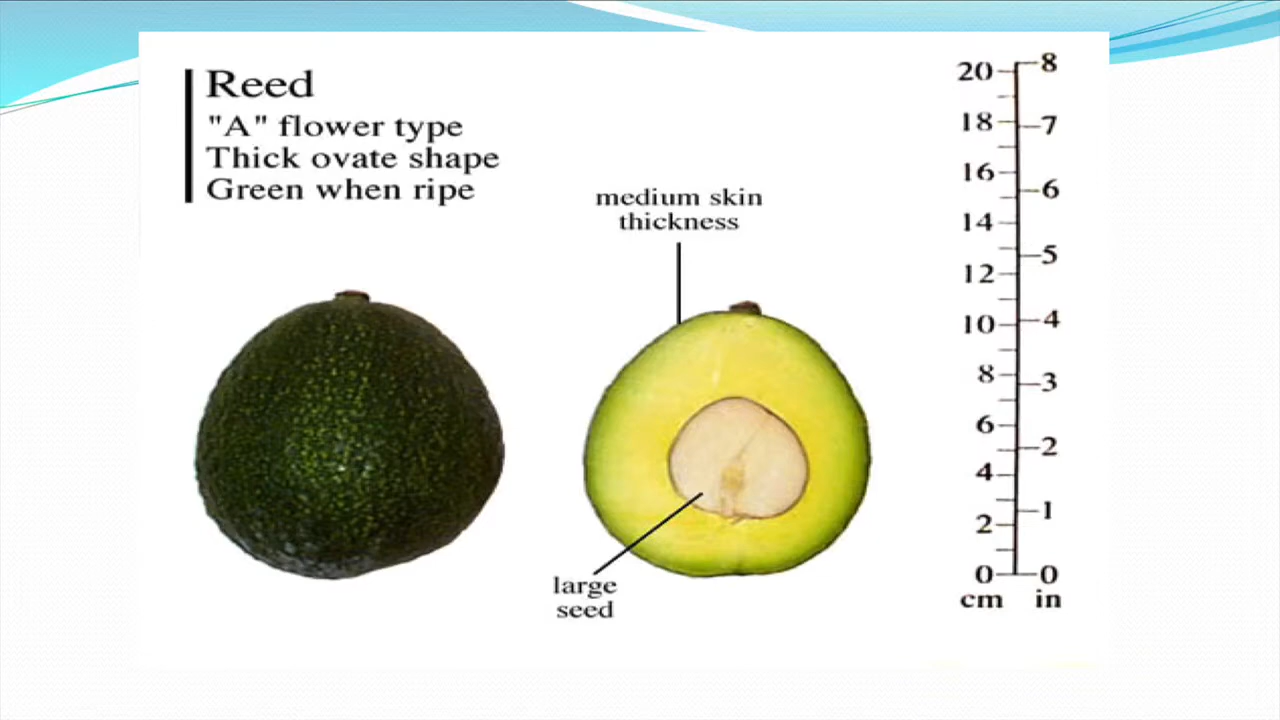 Reed
"A" flower type
Thick ovate shape
Green when ripe
medium skin
thickness
large
seed
20
18
16
14
12
10
8
6
4
2
0
cm
8
7
6
5
4
3
2
1
0
in